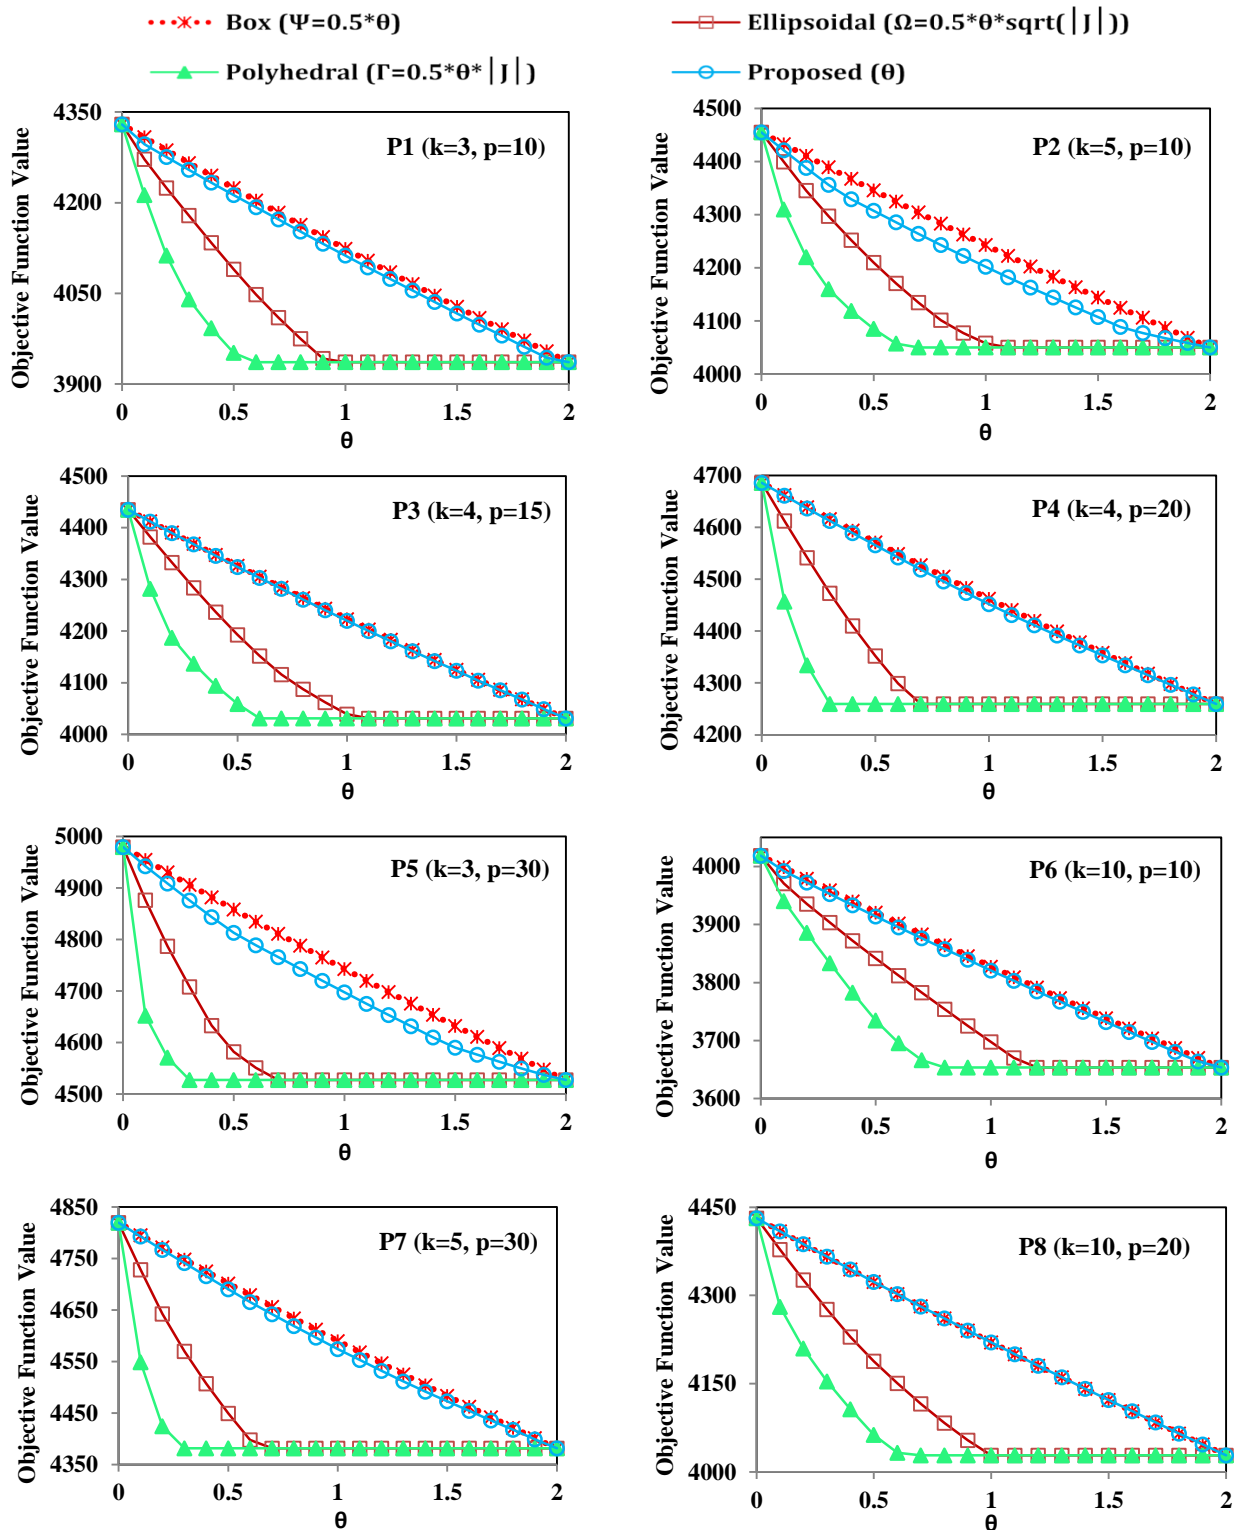 Box (Ψ=0.5*θ)
Ellipsoidal (Ω=0.5*θ*sqrt(|J|))
Polyhedral (Γ=0.5*θ*|J|)
Proposed (θ)
Objective Function Value
4350
4200
4050
3900
P1 (k=3, p=10)
0 0.5 1 1.5 2
θ
Objective Function Value
4500
4400
4300
4200
4100
4000
P2 (k=5, p=10)
0 0.5 1 1.5 2
θ
Objective Function Value
4500
4400
4300
4200
4100
4000
P3 (k=4, p=15)
0 0.5 1 1.5 2
θ
Objective Function Value
4700
4600
4500
4400
4300
4200
P4 (k=4, p=20)
0 0.5 1 1.5 2
θ
Objective Function Value
5000
4900
4800
4700
4600
4500
P5 (k=3, p=30)
0 0.5 1 1.5 2
θ
Objective Function Value
4000
3900
3800
3700
3600
P6 (k=10, p=10)
0 0.5 1 1.5 2
θ
Objective Function Value
4850
4750
4650
4550
4450
4350
P7 (k=5, p=30)
0 0.5 1 1.5 2
θ
Objective Function Value
4450
4300
4150
4000
P8 (k=10, p=20)
0 0.5 1 1.5 2
θ